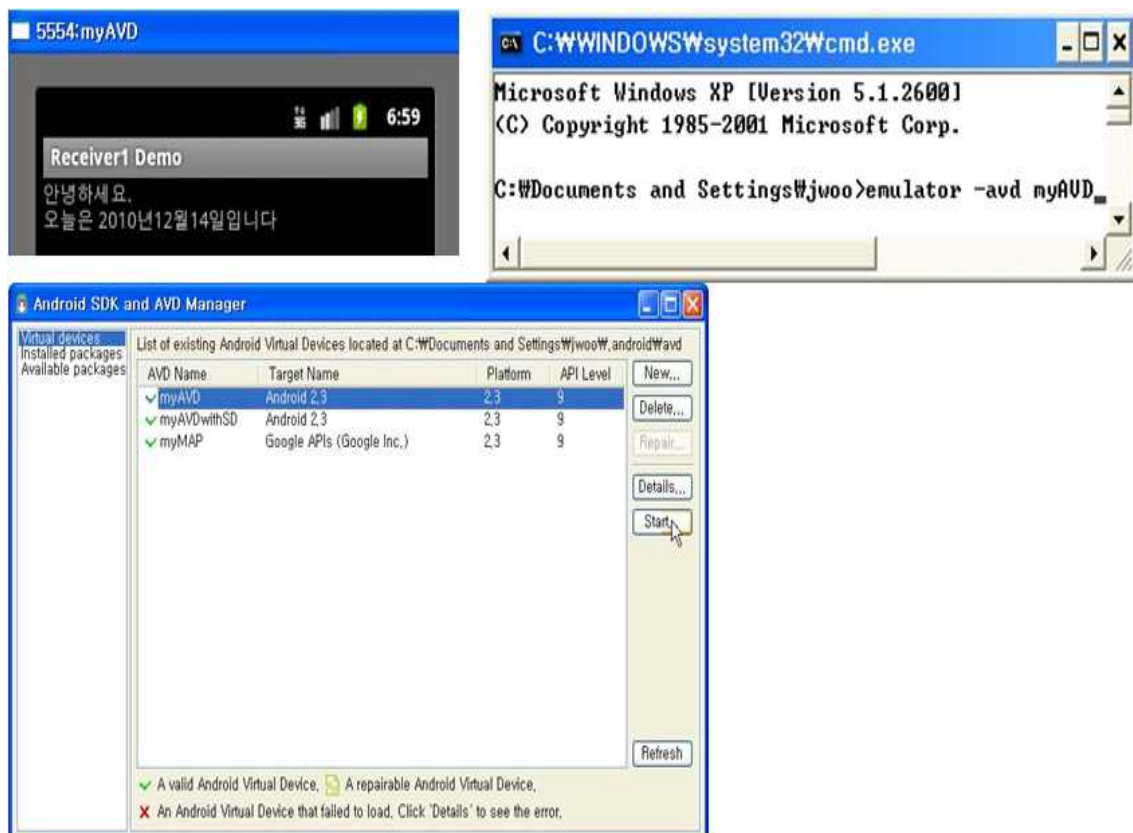 5554:myAVD
6:59
Receiver1 Demo
안녕하세요.
오늘은 2010년12월14일입니다
C:₩WINDOWS₩system32₩cmd.exe
Microsoft Windows XP [Version 5.1.2600]
(C) Copyright 1985-2001 Microsoft Corp.
C:₩Documents and Settings₩jwoo>emulator -avd myAVD_
Android SDK and AVD Manager
Virtual devices
Installed packages
Available packages
List of existing Android Virtual Devices located at C:₩Documents and Settings₩jwoo₩.android₩avd
AVD Name Target Name Platform API Level
myAVD Android 2.3 2.3 9
myAVDwithSD Android 2.3 2.3 9
myMAP Google APIs (Google Inc.) 2.3 9
New...
Delete...
Repair...
Details...
Start...
Refresh
A valid Android Virtual Device. A repairable Android Virtual Device.
An Android Virtual Device that failed to load. Click 'Details' to see the error.